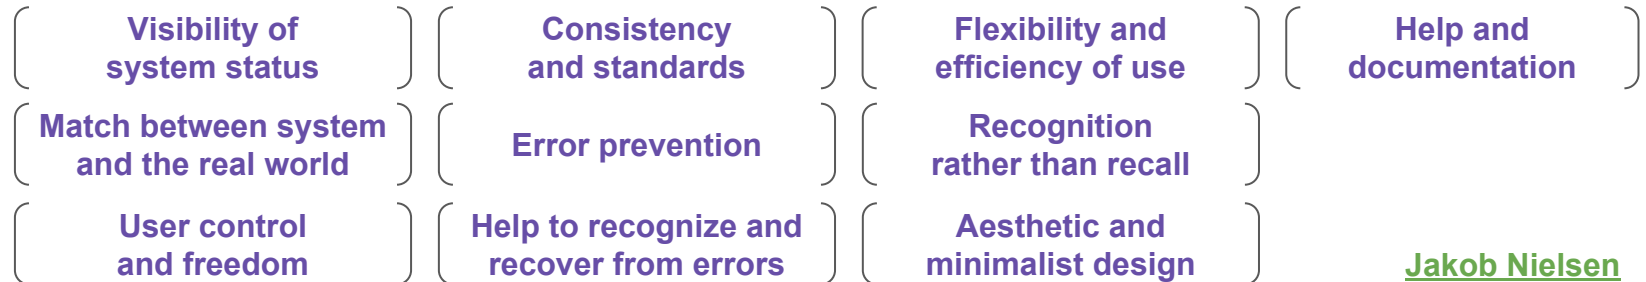 Visibility of
system status
Match between system
and the real world
User control
and freedom
Consistency
and standards
Error prevention
Help to recognize and
recover from errors
Flexibility and
efficiency of use
Recognition
rather than recall
Aesthetic and
minimalist design
Help and
documentation
Jakob Nielsen